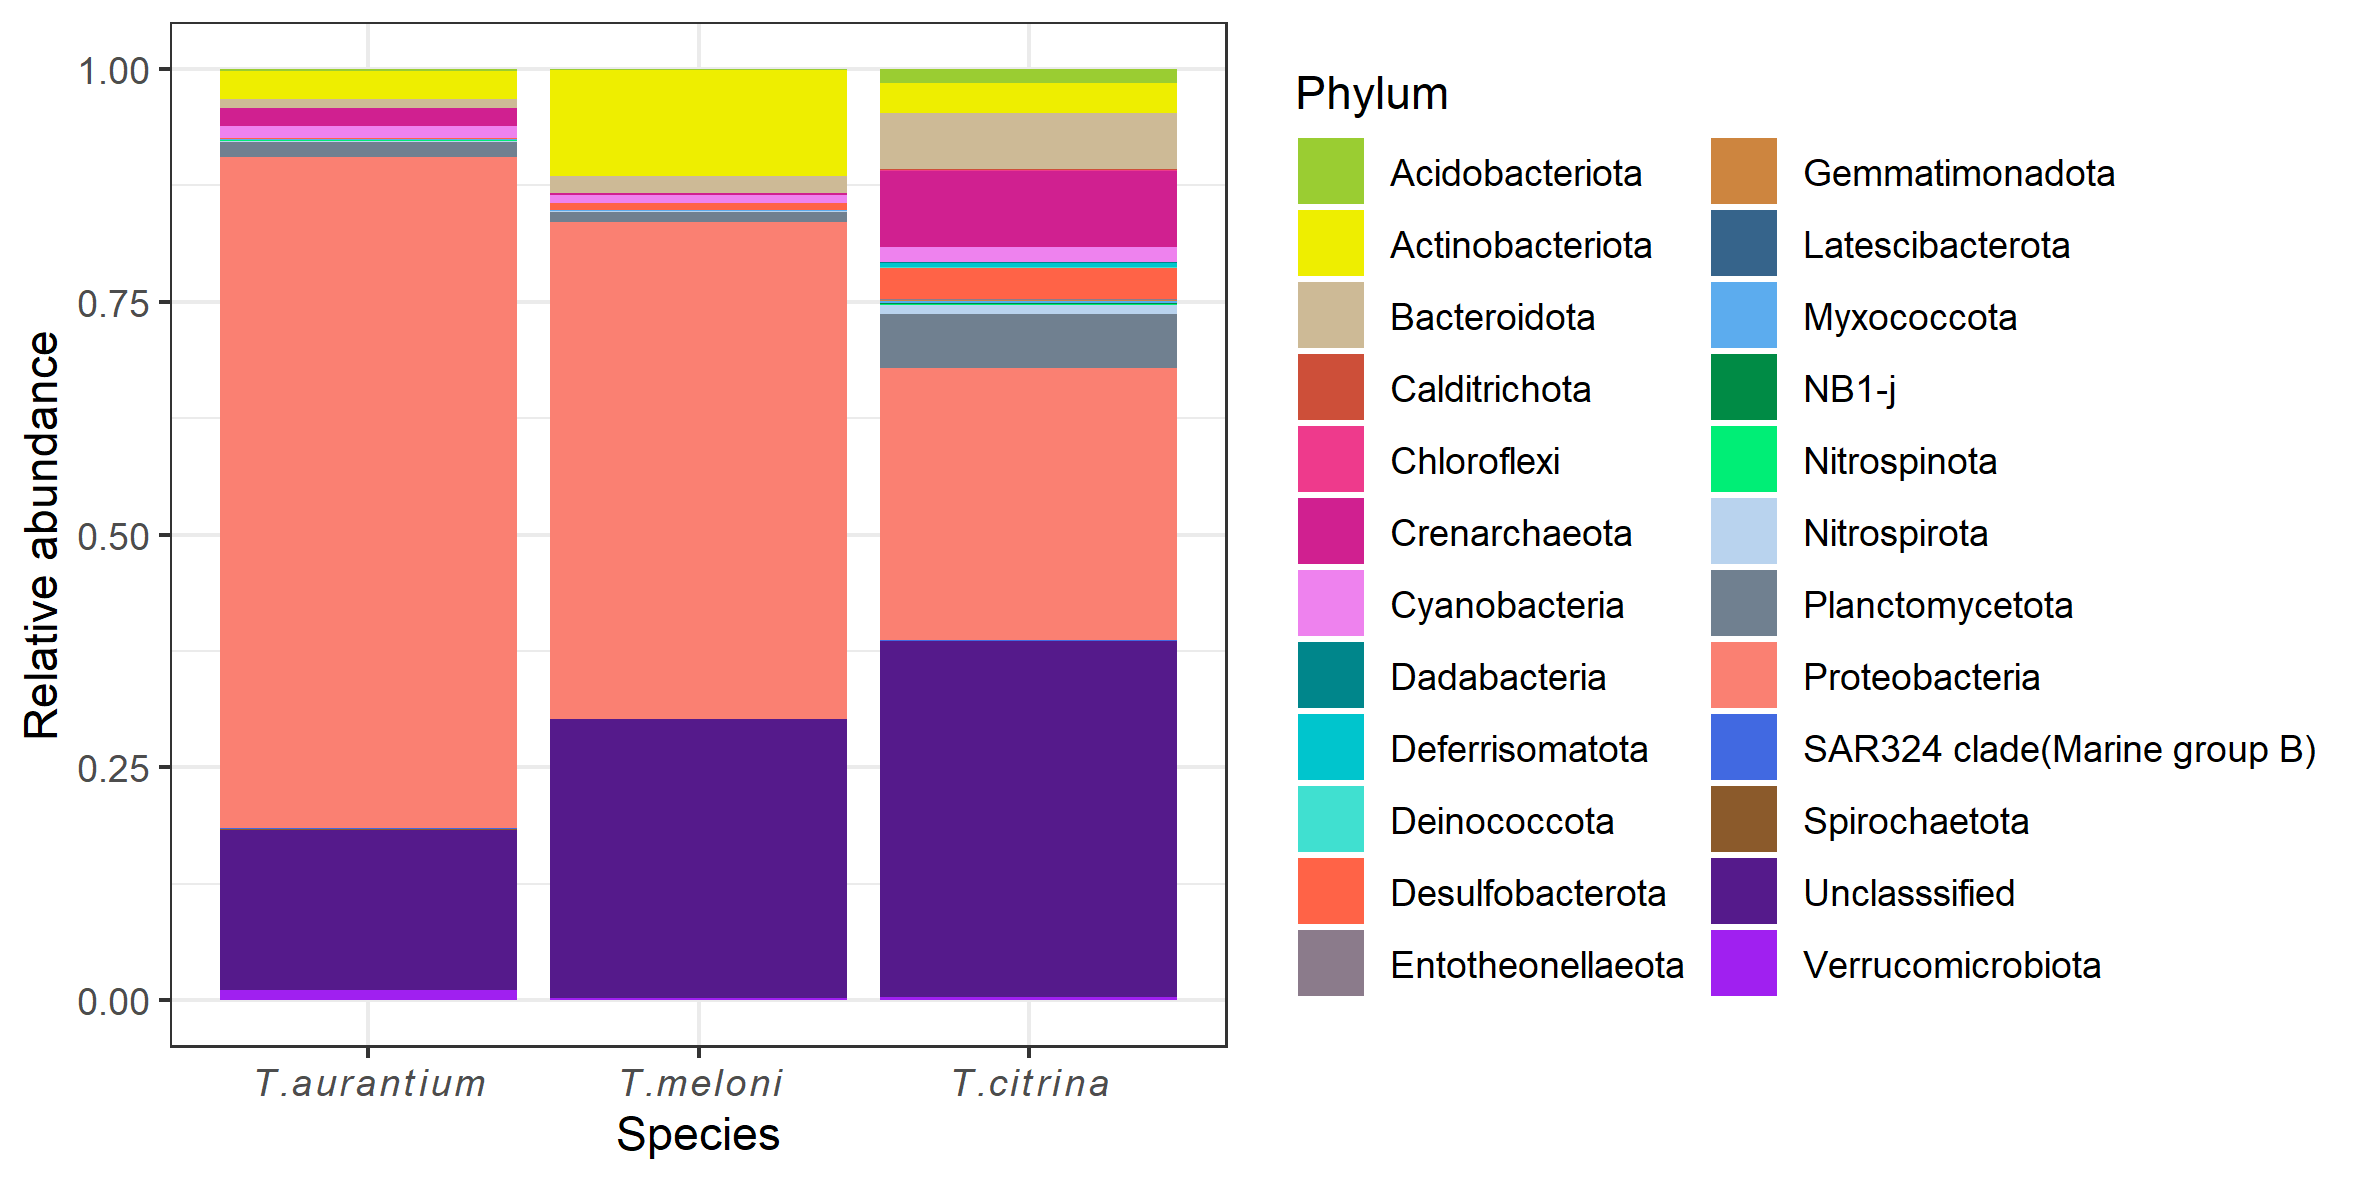 1.00
0.75
0.50
0.25
0.00
Relative abundance
T.aurantium
T.meloni
T.citrina
Species
Phylum
Acidobacteriota
Actinobacteriota
Bacteroidota
Calditrichota
Chloroflexi
Crenarchaeota
Cyanobacteria
Dadabacteria
Deferrisomatota
Deinococcota
Desulfobacterota
Entotheonellaeota
Gemmatimonadota
Latescibacterota
Myxococcota
NB1-j
Nitrospinota
Nitrospirota
Planctomycetota
Proteobacteria
SAR324 clade(Marine group B)
Spirochaetota
Unclasssified
Verrucomicrobiota